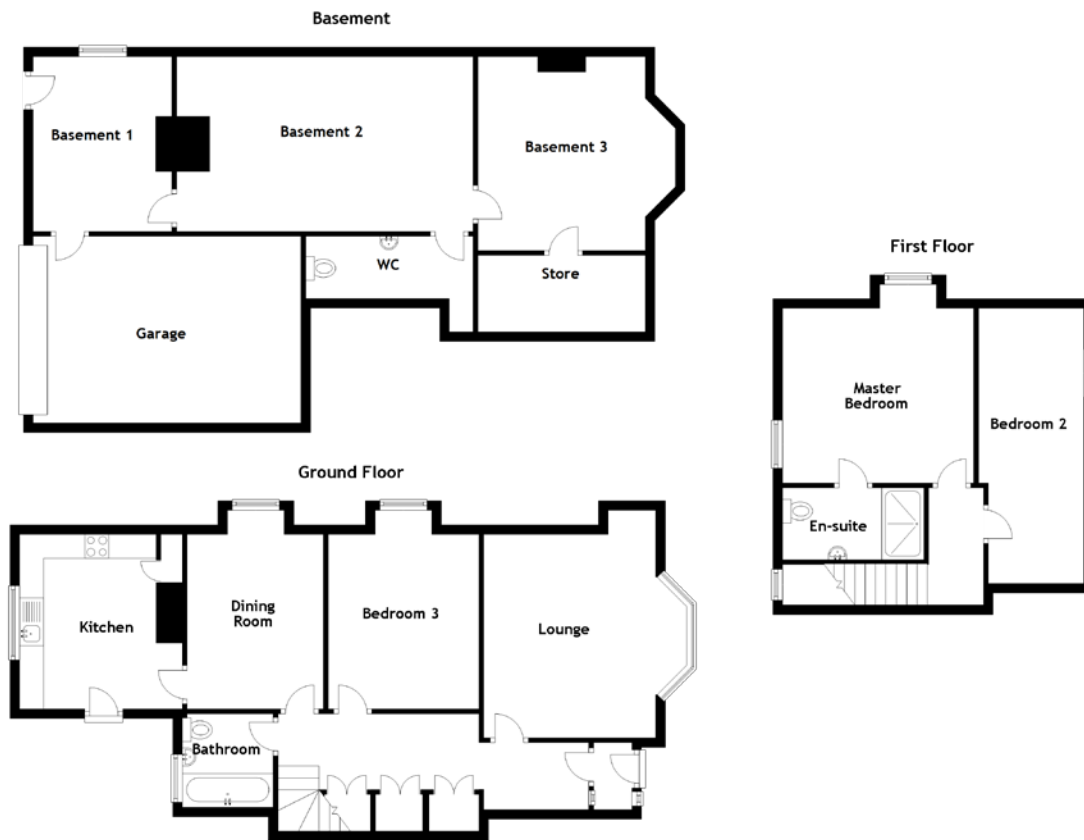 Basement
Basement 1
Basement 2
Basement 3
WC
Store
Garage
First Floor
Master
Bedroom
Bedroom 2
En-suite
Ground Floor
Kitchen
Dining
Room
Bedroom 3
Lounge
Bathroom